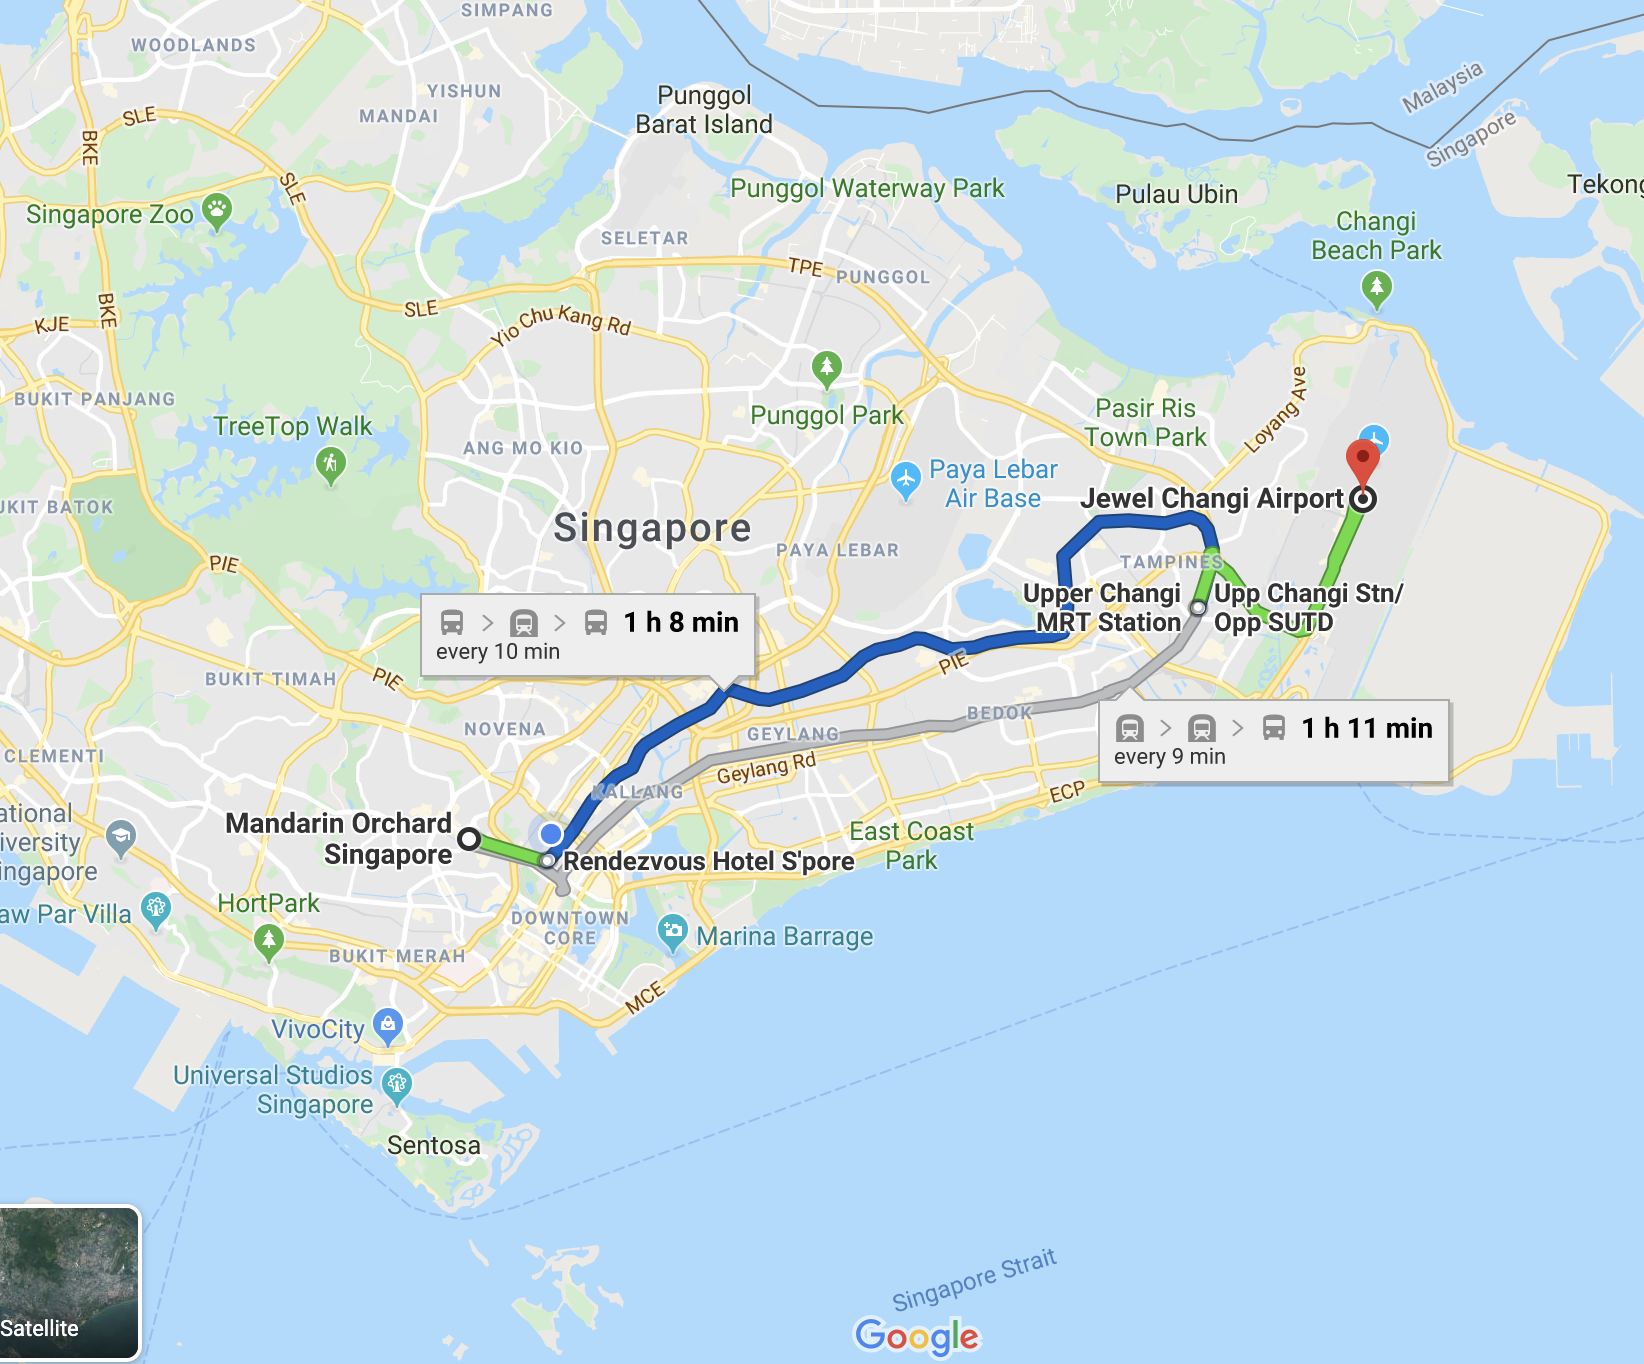 SIMPANG
WOODLANDS
YISHUN
MANDAI
Punggol
Barat Island
Malaysia
Singapore
SLE
BKE
SLE
Singapore Zoo
Punggol Waterway Park
Pulau Ubin
Tekong
Changi
Beach Park
SELETAR
TPE
PUNGGOL
BKE
KJE
SLE
Yio Chu Kang Rd
BUKIT PANJANG
TreeTop Walk
Punggol Park
Pasir Ris
Town Park
Loyang Ave
ANG MO KIO
Paya Lebar
Air Base
Jewel Changi Airport
UKIT BATOK
Singapore
PAYA LEBAR
TAMPINES
PIE
Upper Changi
MRT Station
Upp Changi Stn/
Opp SUTD
1 h 8 min
every 10 min
PIE
BUKIT TIMAH
PIE
NOVENA
BEDOK
GEYLANG
1 h 11 min
every 9 min
CLEMENTI
Geylang Rd
KALLANG
ECP
ational
iversity
ingapore
Mandarin Orchard
Singapore
East Coast
Park
Rendezvous Hotel S'pore
HortPark
aw Par Villa
DOWNTOWN
CORE
Marina Barrage
BUKIT MERAH
MCE
VivoCity
Universal Studios
Singapore
Sentosa
Singapore Strait
Satellite
Google